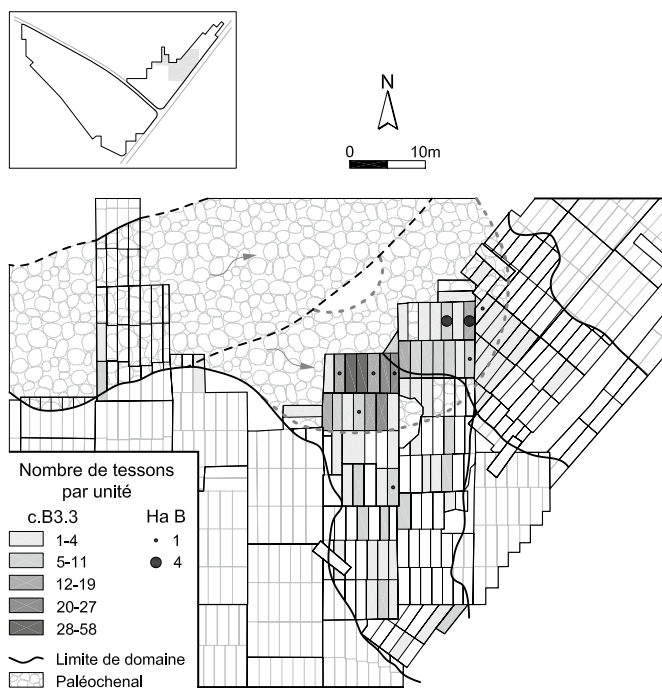 N
0 10m
Nombre de tessons
par unité
c.B3.3 Ha B
1-4 1
5-11 4
12-19
20-27
28-58
Limite de domaine
Paléochenal